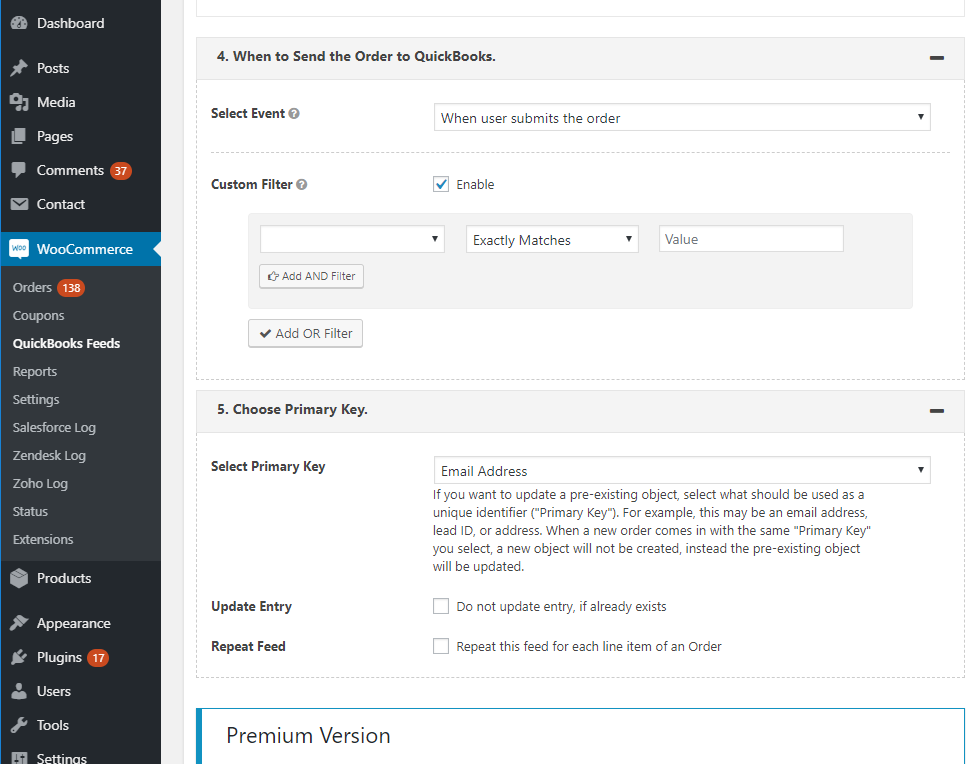 Dashboard
Posts
Media
Pages
Comments 37
Contact
WOO WooCommerce
Orders 138
Coupons
QuickBooks Feeds
Reports
Settings
Salesforce Log
Zendesk Log
Zoho Log
Status
Extensions
Products
Appearance
Plugins 17
Users
Tools
Settings
4. When to Send the Order to QuickBooks.
Select Event ?
When user submits the order
Custom Filter ?
Enable
Exactly Matches
Value
Add AND Filter
Add OR Filter
5. Choose Primary Key.
Select Primary Key
Email Address
If you want to update a pre-existing object, select what should be used as a
unique identifier ("Primary Key"). For example, this may be an email address,
lead ID, or address. When a new order comes in with the same "Primary Key"
you select, a new object will not be created, instead the pre-existing object
will be updated.
Update Entry
Do not update entry, if already exists
Repeat Feed
Repeat this feed for each line item of an Order
Premium Version